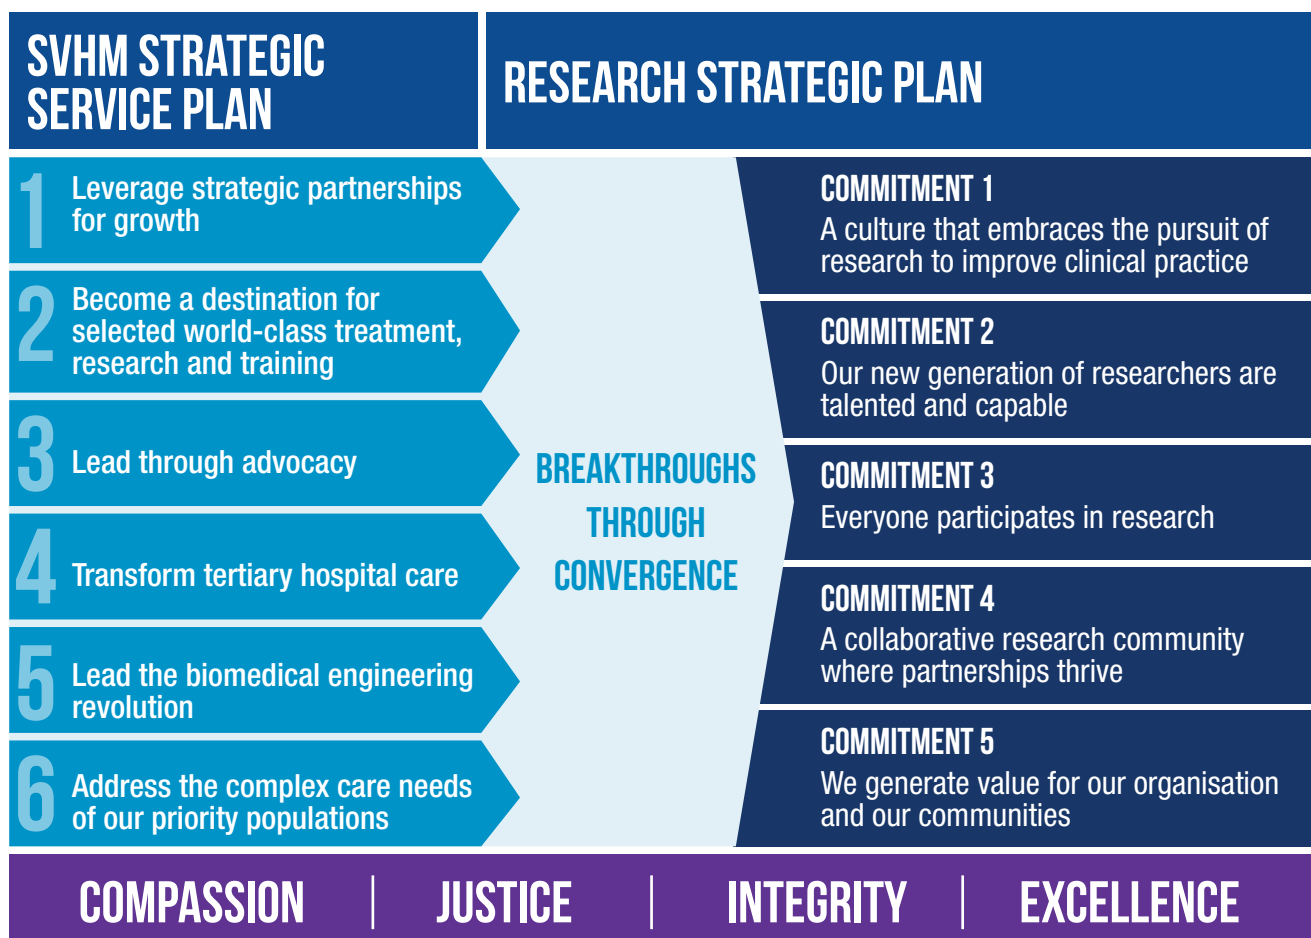 SVHM STRATEGIC
SERVICE PLAN
RESEARCH STRATEGIC PLAN
1
Leverage strategic partnerships
for growth
2
Become a destination for
selected world-class treatment,
research and training
3
Lead through advocacy
4
Transform tertiary hospital care
5
Lead the biomedical engineering
revolution
6
Address the complex care needs
of our priority populations
BREAKTHROUGHS
THROUGH
CONVERGENCE
COMMITMENT 1
A culture that embraces the pursuit of
research to improve clinical practice
COMMITMENT 2
Our new generation of researchers are
talented and capable
COMMITMENT 3
Everyone participates in research
COMMITMENT 4
A collaborative research community
where partnerships thrive
COMMITMENT 5
We generate value for our organisation
and our communities
COMPASSION | JUSTICE | INTEGRITY | EXCELLENCE